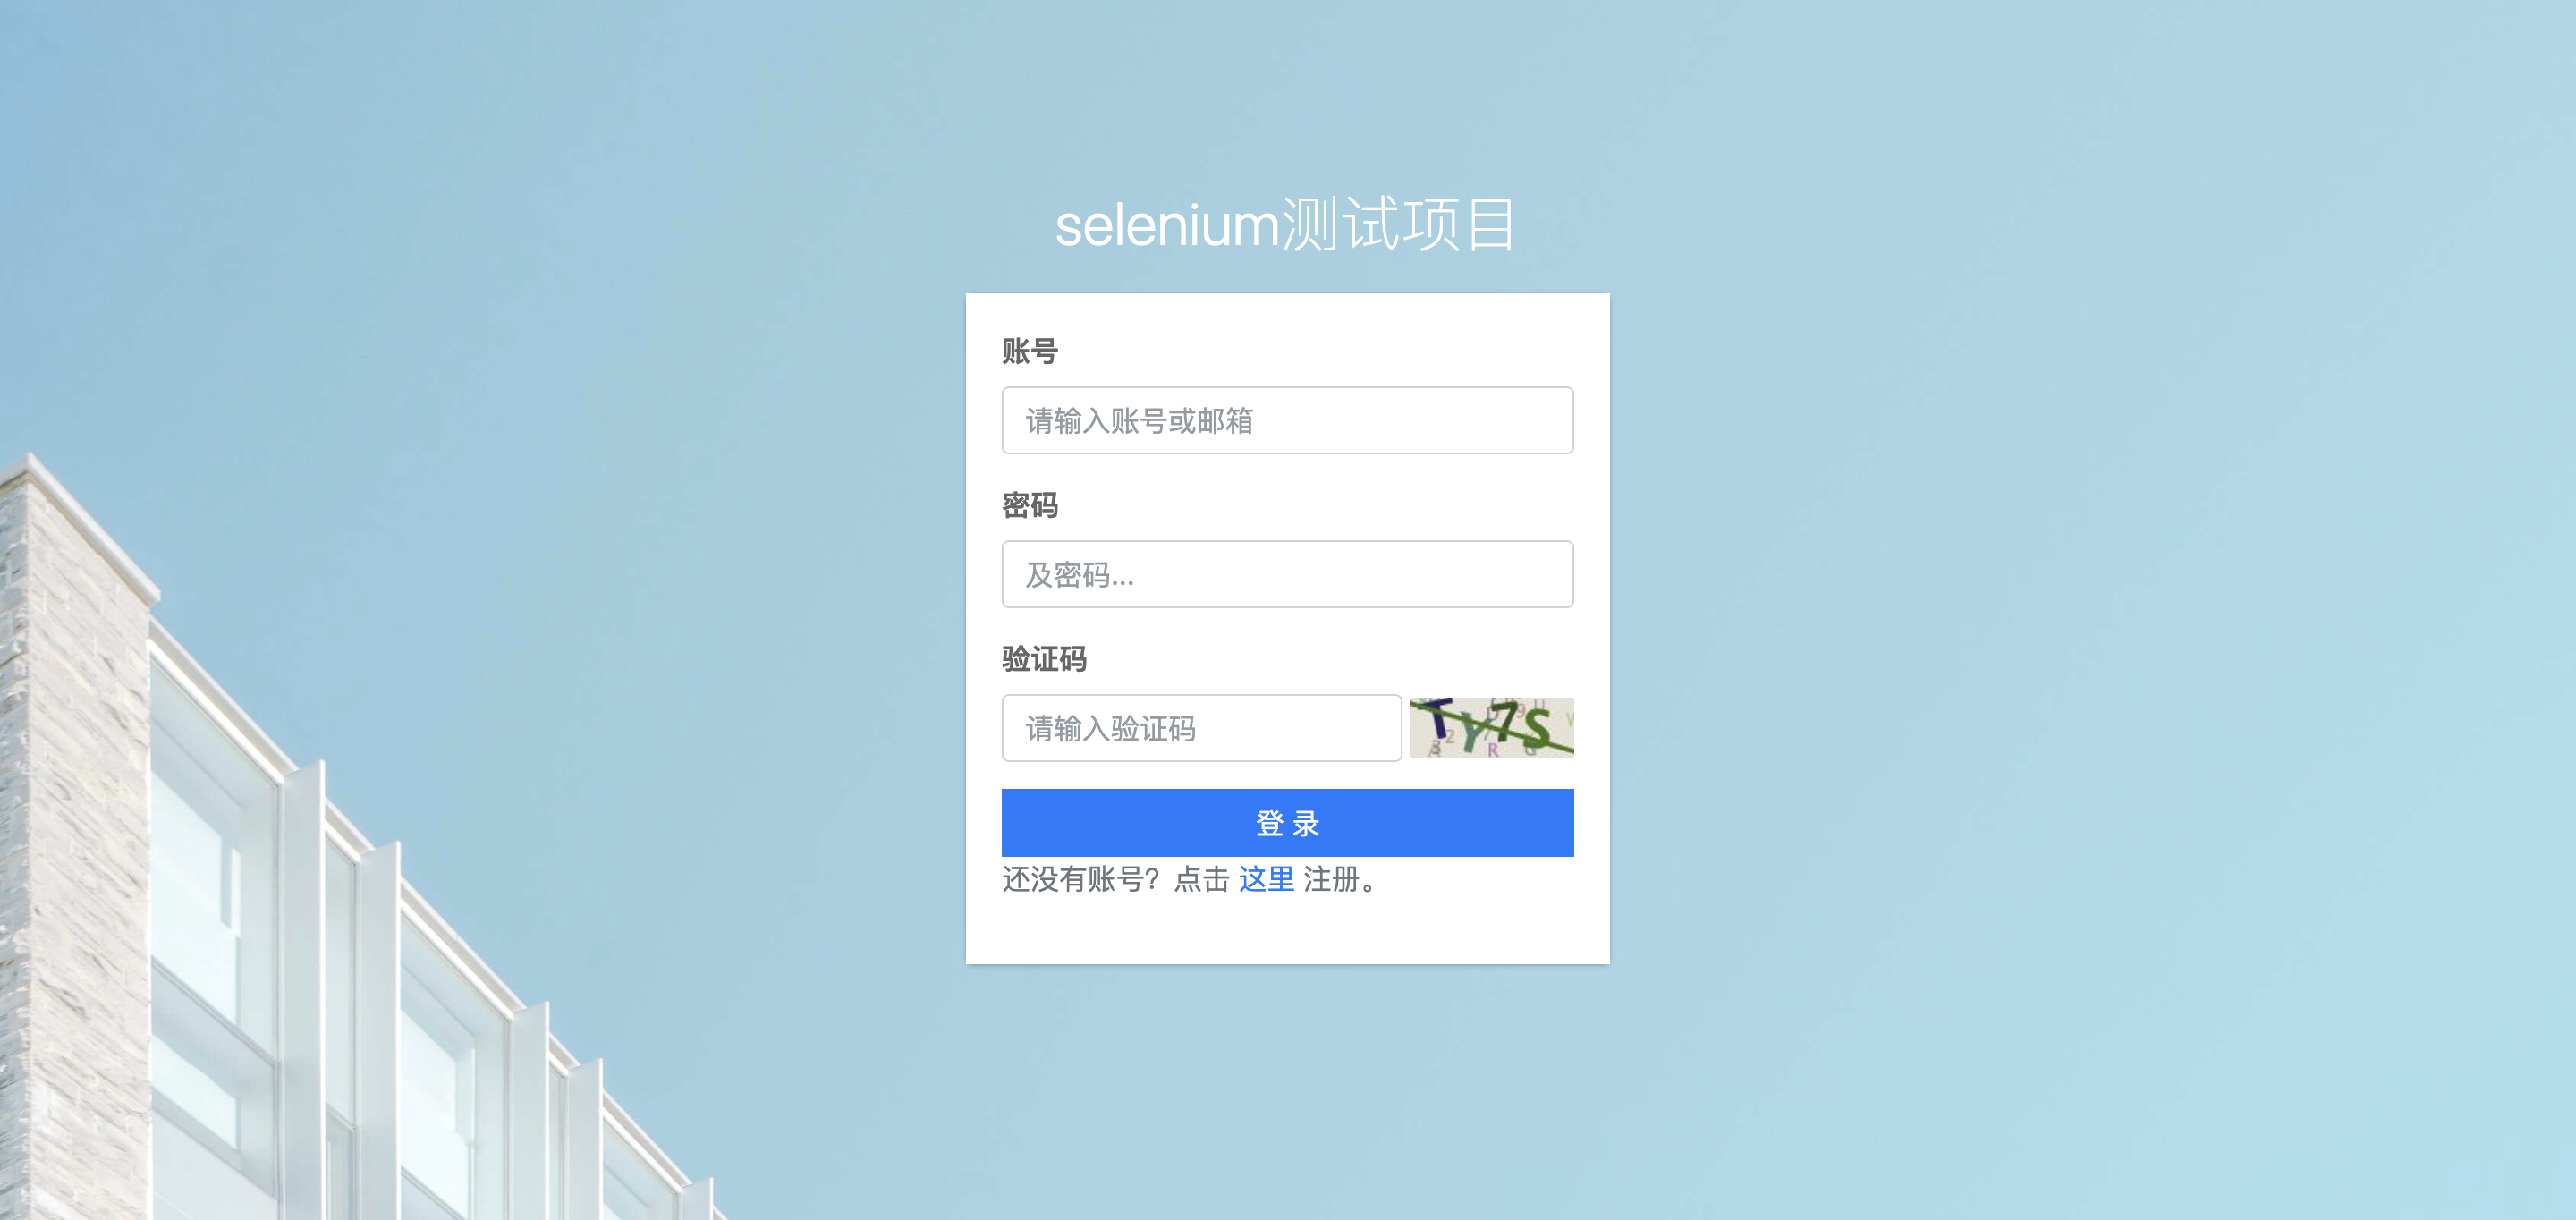 selenium测试项目
账号
请输入账号或邮箱
密码
及密码...
验证码
请输入验证码
TY7S
登 录
还没有账号？点击 这里 注册。